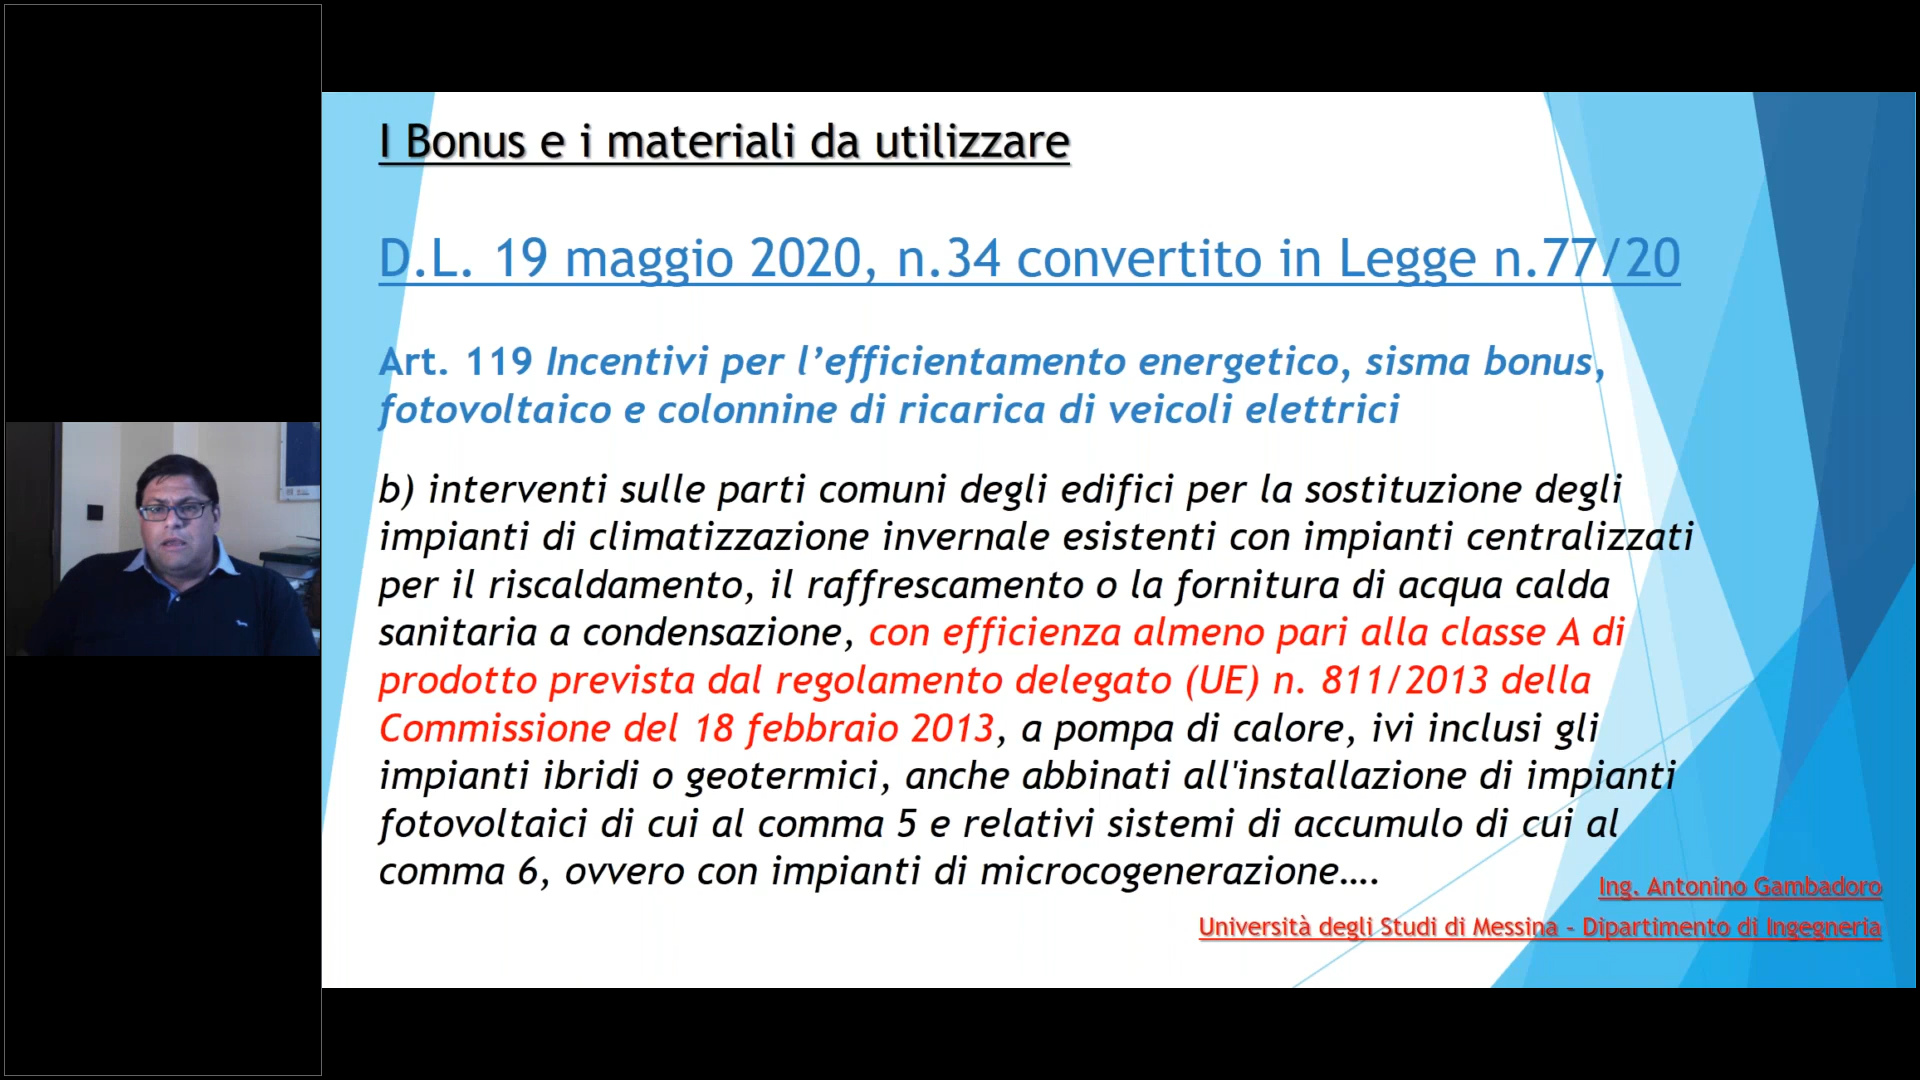 I Bonus e i materiali da utilizzare
D.L. 19 maggio 2020, n.34 convertito in Legge n.77/20
Art. 119 Incentivi per l’efficientamento energetico, sisma bonus,
fotovoltaico e colonnine di ricarica di veicoli elettrici
b) interventi sulle parti comuni degli edifici per la sostituzione degli
impianti di climatizzazione invernale esistenti con impianti centralizzati
per il riscaldamento, il raffrescamento o la fornitura di acqua calda
sanitaria a condensazione, con efficienza almeno pari alla classe A di
prodotto prevista dal regolamento delegato (UE) n. 811/2013 della
Commissione del 18 febbraio 2013, a pompa di calore, ivi inclusi gli
impianti ibridi o geotermici, anche abbinati all'installazione di impianti
fotovoltaici di cui al comma 5 e relativi sistemi di accumulo di cui al
comma 6, ovvero con impianti di microcogenerazione….
Ing. Antonino Gambadoro
Università degli Studi di Messina – Dipartimento di Ingegneria